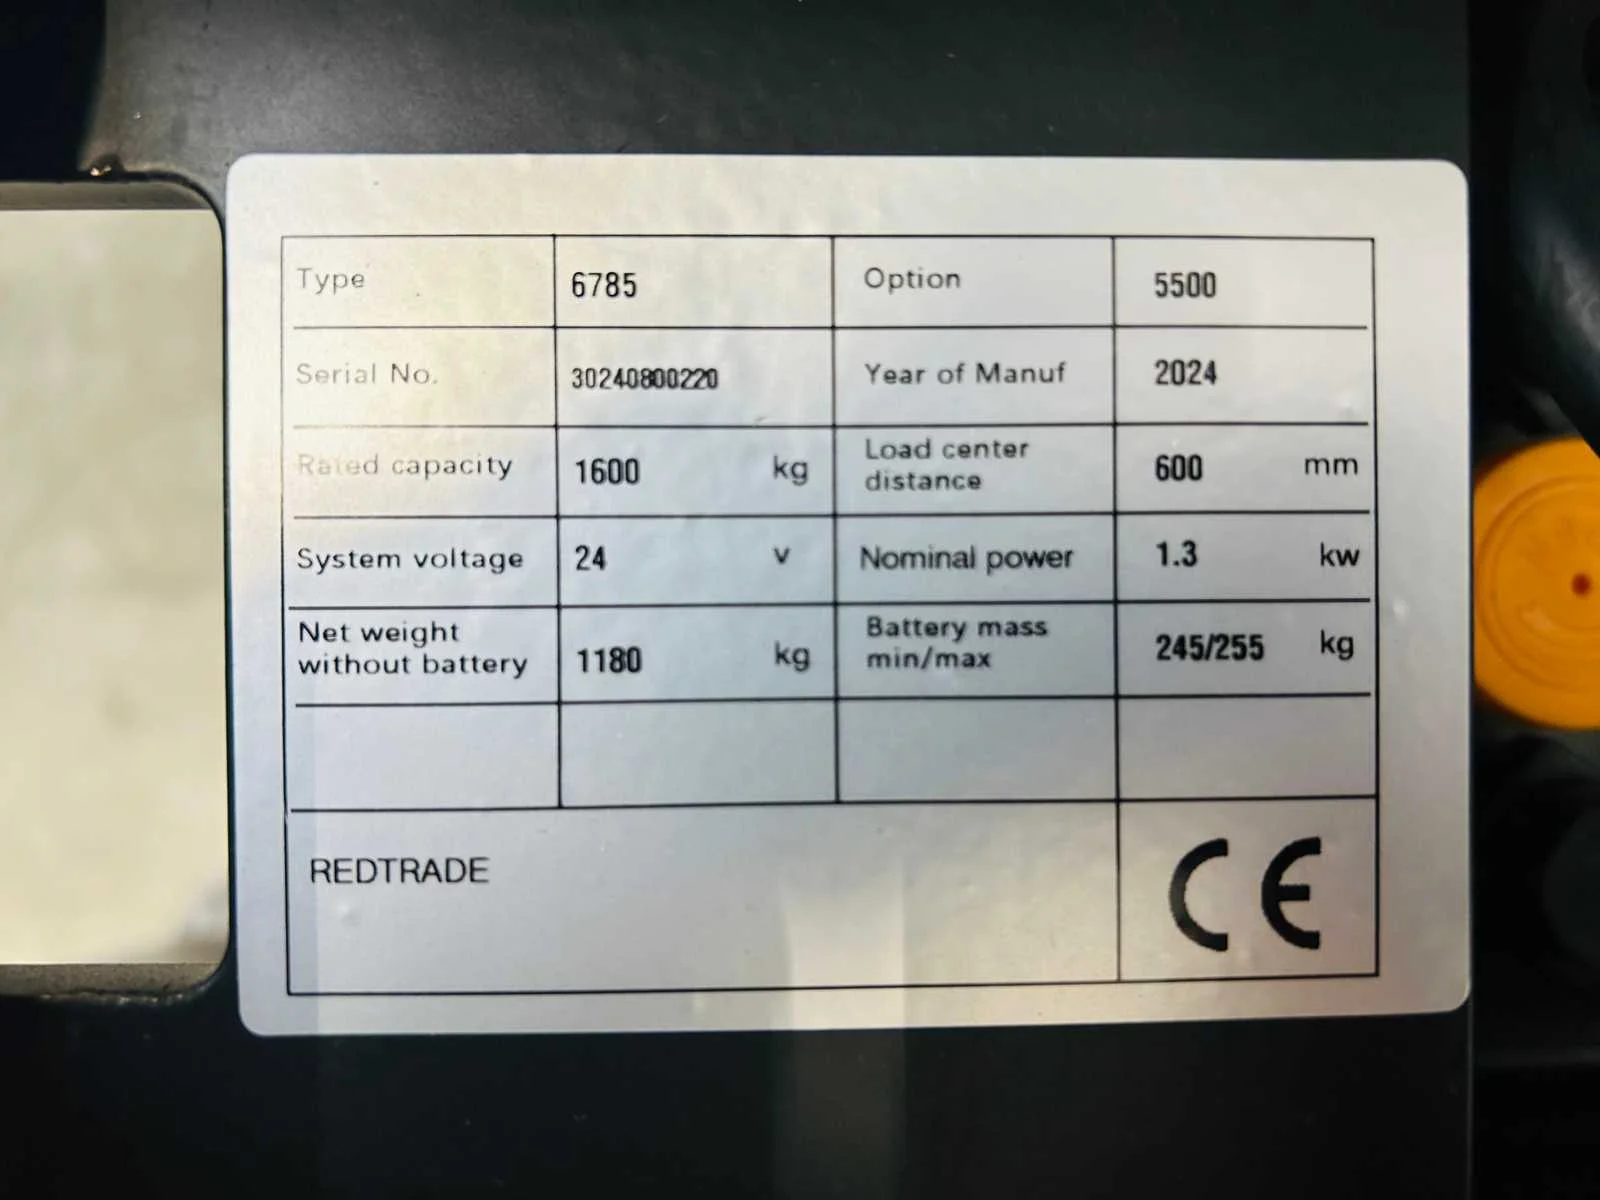 Type 6785 Option 5500
Serial No. 30240800220 Year of Manuf 2024
Rated capacity 1600 kg Load center distance 600 mm
System voltage 24 v Nominal power 1.3 kw
Net weight without battery 1180 kg Battery mass min/max 245/255 kg
REDTRADE CE